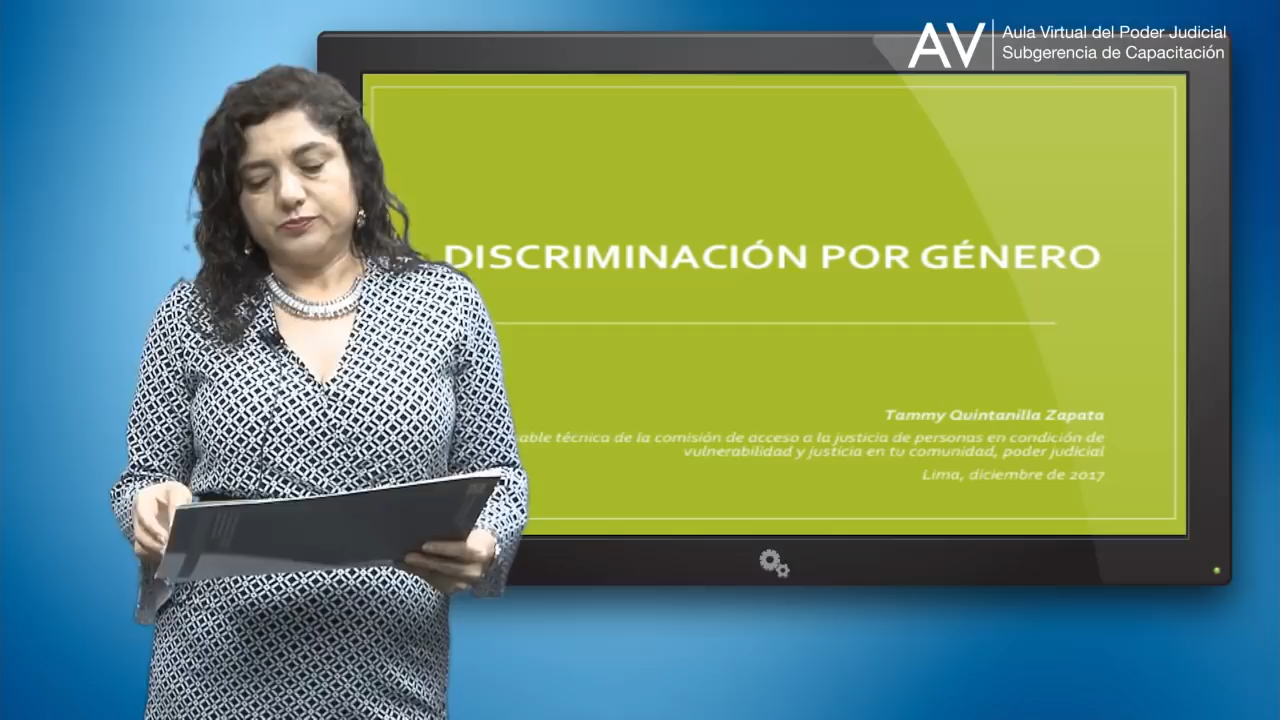 AV
Aula Virtual del Poder Judicial
Subgerencia de Capacitación
DISCRIMINACIÓN POR GÉNERO
Tammy Quintanilla Zapata
técnica de la comisión de acceso a la justicia de personas en condición de
vulnerabilidad y justicia en tu comunidad, poder judicial
Lima, diciembre de 2017